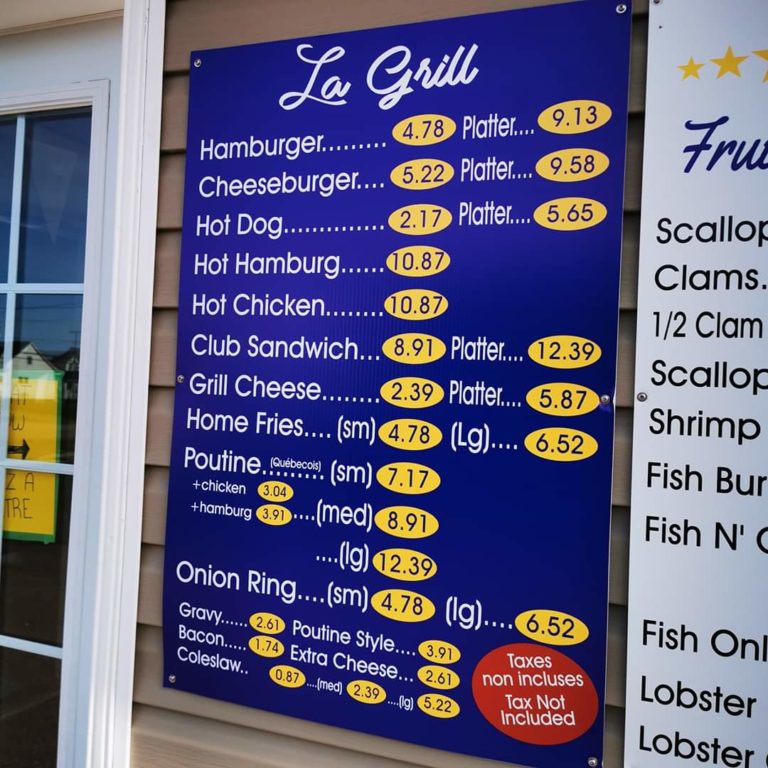 La Grill
Hamburger......... 4.78 Platter.... 9.13
Cheeseburger.... 5.22 Platter.... 9.58
Hot Dog.............. 2.17 Platter.... 5.65
Hot Hamburg...... 10.87
Hot Chicken........ 10.87
Club Sandwich... 8.91 Platter.... 12.39
Grill Cheese........ 2.39 Platter.... 5.87
Home Fries.... (sm) 4.78 (Lg).... 6.52
Poutine.(Québecois) (sm) 7.17
+chicken 3.04
+hamburg 3.91 ....(med) 8.91
....(lg) 12.39
Onion Ring....(sm) 4.78 (lg).... 6.52
Gravy...... 2.61 Poutine Style.... 3.91
Bacon..... 1.74 Extra Cheese... 2.61
Coleslaw.. 0.87 ....(med) 2.39 ....(lg) 5.22
Taxes
non incluses
Tax Not
Included
Scallop
Clams.
1/2 Clam
Scallop
Shrimp
Fish Bur
Fish N'
Fish Onl
Lobster
Lobster